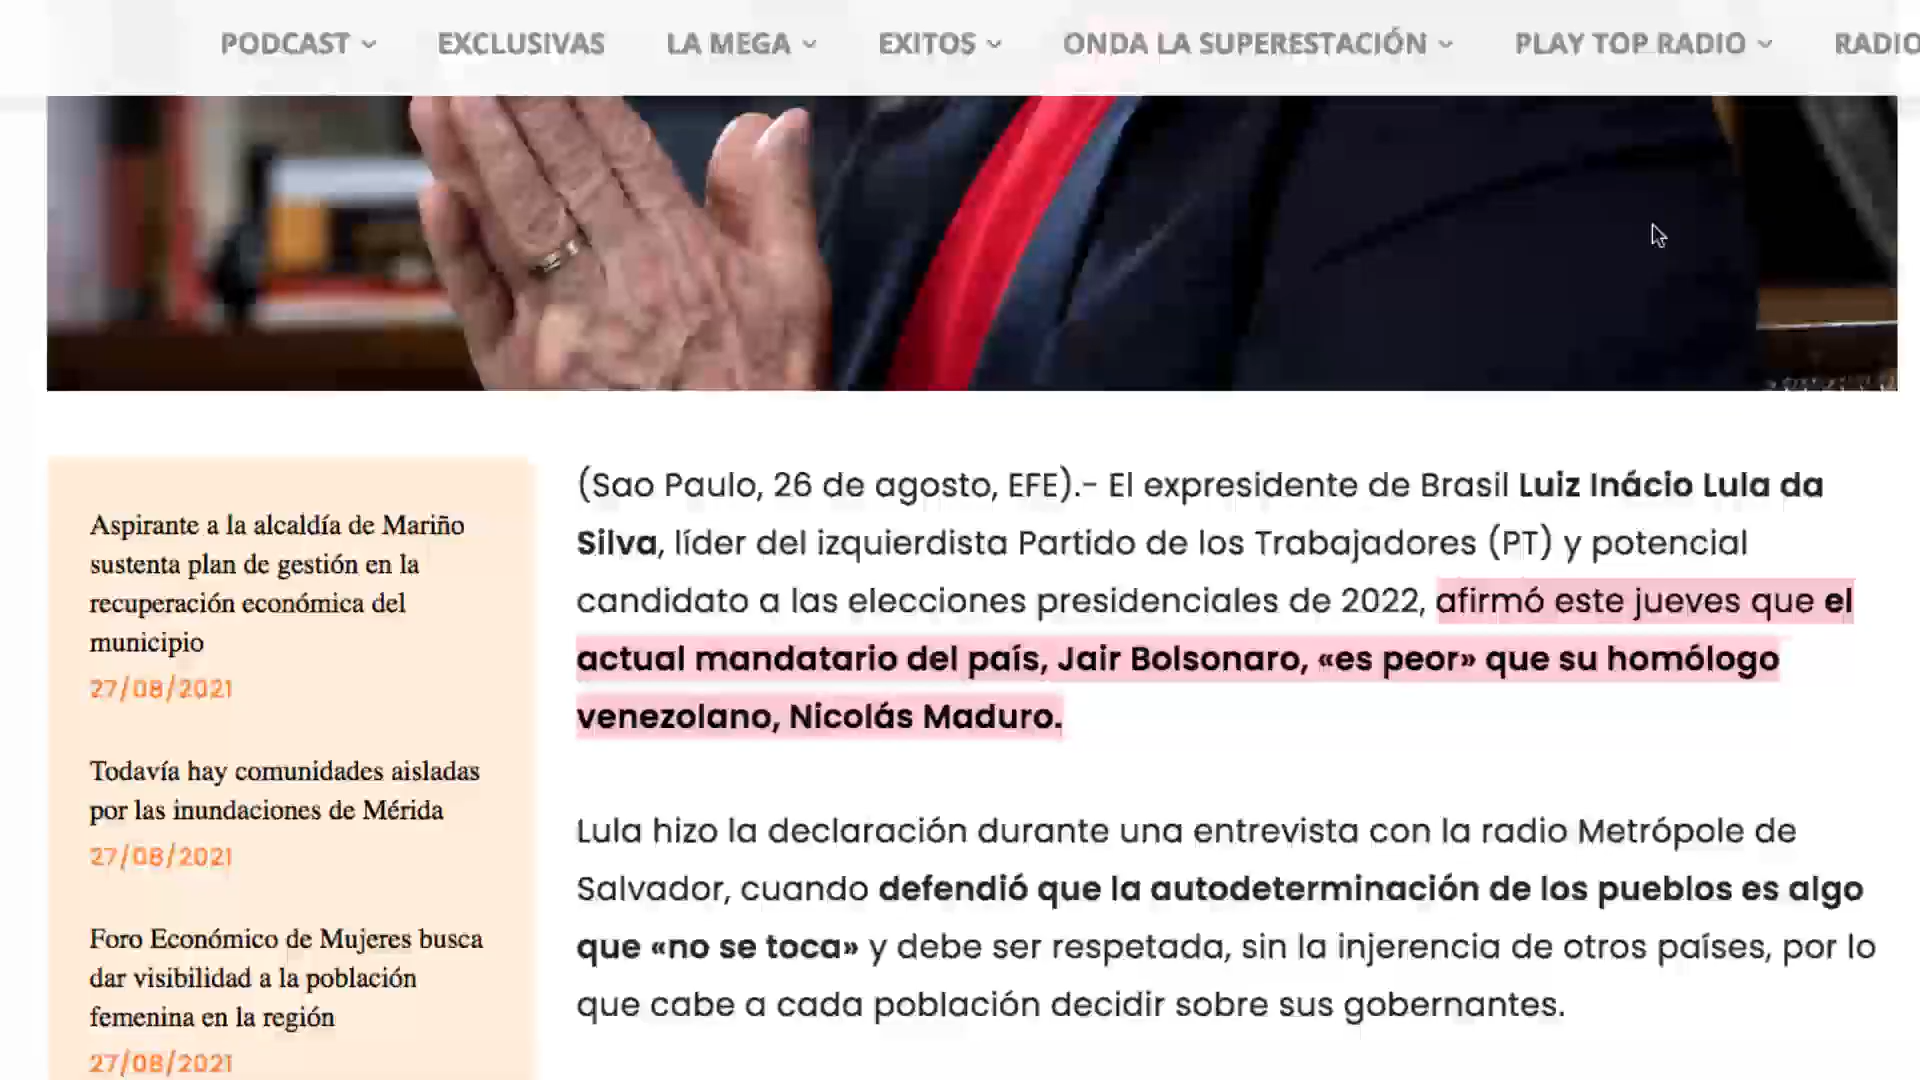 PODCAST
EXCLUSIVAS
LA MEGA
EXITOS
ONDA LA SUPERESTACIÓN
PLAY TOP RADIO
RADIO
Aspirante a la alcaldía de Mariño
sustenta plan de gestión en la
recuperación económica del
municipio
27/08/2021
Todavía hay comunidades aisladas
por las inundaciones de Mérida
27/08/2021
Foro Económico de Mujeres busca
dar visibilidad a la población
femenina en la región
27/08/2021
(Sao Paulo, 26 de agosto, EFE).- El expresidente de Brasil Luiz Inácio Lula da
Silva, líder del izquierdista Partido de los Trabajadores (PT) y potencial
candidato a las elecciones presidenciales de 2022, afirmó este jueves que el
actual mandatario del país, Jair Bolsonaro, «es peor» que su homólogo
venezolano, Nicolás Maduro.
Lula hizo la declaración durante una entrevista con la radio Metrópole de
Salvador, cuando defendió que la autodeterminación de los pueblos es algo
que «no se toca» y debe ser respetada, sin la injerencia de otros países, por lo
que cabe a cada población decidir sobre sus gobernantes.